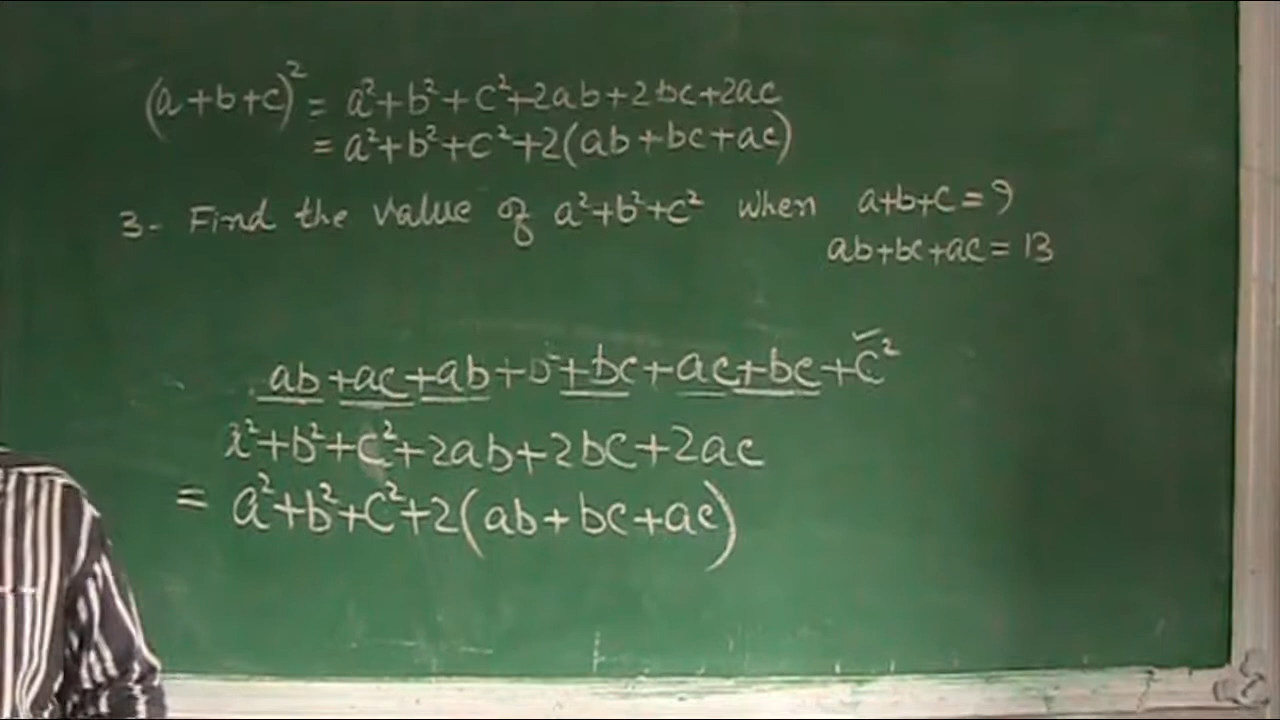 (a+b+c)² = a²+b²+c²+2ab+2bc+2ac
= a²+b²+c²+2(ab+bc+ac)
3- Find the value of a²+b²+c² when a+b+c=9
ab+bc+ac=13
ab+ac+ab+b²+bc+ac+bc+c²
a²+b²+c²+2ab+2bc+2ac
= a²+b²+c²+2(ab+bc+ac)